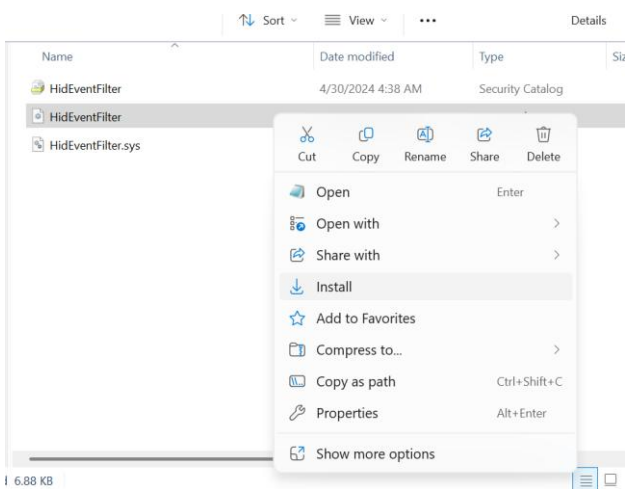 Sort View ... Details
Name Date modified Type
HidEventFilter 4/30/2024 4:38 AM Security Catalog
HidEventFilter
HidEventFilter.sys
Cut Copy Rename Share Delete
Open Enter
Open with
Share with
Install
Add to Favorites
Compress to...
Copy as path Ctrl+Shift+C
Properties Alt+Enter
Show more options
6.88 KB